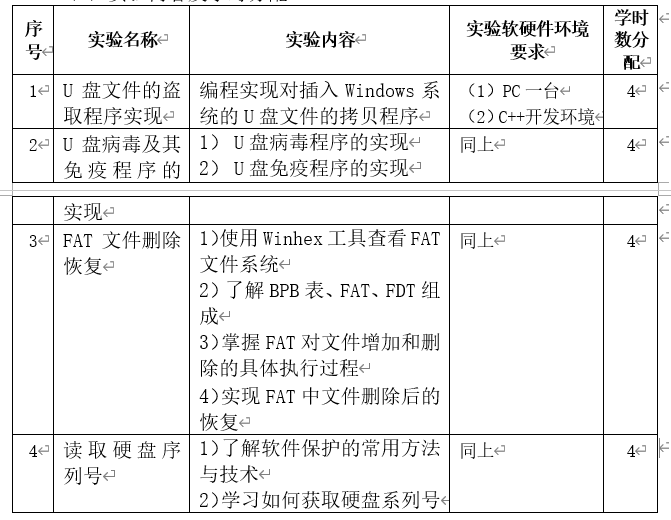 序号 实验名称 实验内容 实验软硬件环境要求 学时数分配
1 U 盘文件的盗取程序实现 编程实现对插入 Windows 系统的 U 盘文件的拷贝程序 （1）PC 一台 （2）C++开发环境 4
2 U 盘病毒及其免疫程序的 1） U 盘病毒程序的实现 2） U 盘免疫程序的实现 同上 4
实现
3 FAT 文件删除恢复 1)使用 Winhex 工具查看 FAT 文件系统 2) 了解 BPB 表、FAT、FDT 组成 3)掌握 FAT 对文件增加和删除的具体执行过程 4)实现 FAT 中文件删除后的恢复 同上 4
4 读取硬盘序列号 1)了解软件保护的常用方法与技术 2)学习如何获取硬盘系列号 同上 4